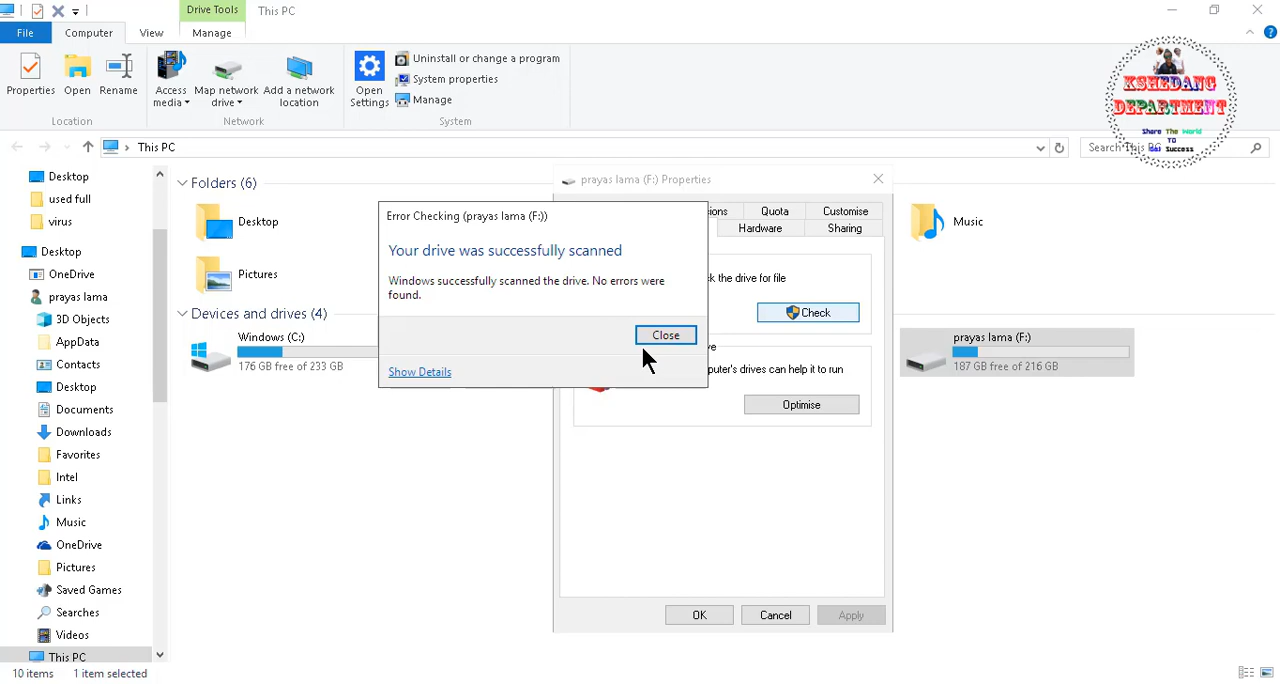 Drive Tools
This PC
File
Computer
View
Manage
Properties
Open
Rename
Location
Access media
Map network drive
Add a network location
Network
Open Settings
Uninstall or change a program
System properties
Manage
System
KSHEDANG
DEPARTMENT
Share The World
TO
Success
This PC
Search This PC
Desktop
used full
virus
Desktop
OneDrive
prayas lama
3D Objects
AppData
Contacts
Desktop
Documents
Downloads
Favorites
Intel
Links
Music
OneDrive
Pictures
Saved Games
Searches
Videos
This PC
Folders (6)
Desktop
Pictures
Music
Devices and drives (4)
Windows (C:)
176 GB free of 233 GB
prayas lama (F:)
187 GB free of 216 GB
prayas lama (F:) Properties
ions
Quota
Customise
Hardware
Sharing
ck the drive for file
Check
ve
mputer's drives can help it to run
Optimise
OK
Cancel
Apply
Error Checking (prayas lama (F:))
Your drive was successfully scanned
Windows successfully scanned the drive. No errors were
found.
Close
Show Details
10 items
1 item selected